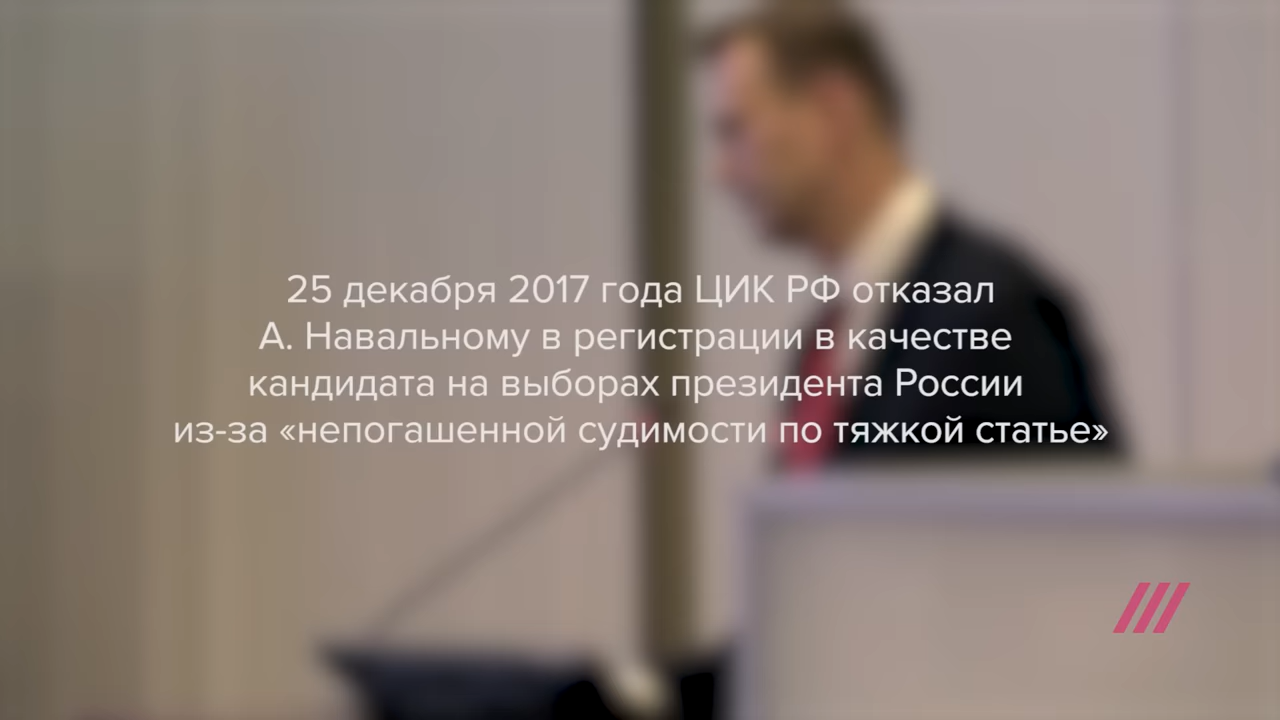 25 декабря 2017 года ЦИК РФ отказал
А. Навальному в регистрации в качестве
кандидата на выборах президента России
из-за «непогашенной судимости по тяжкой статье»